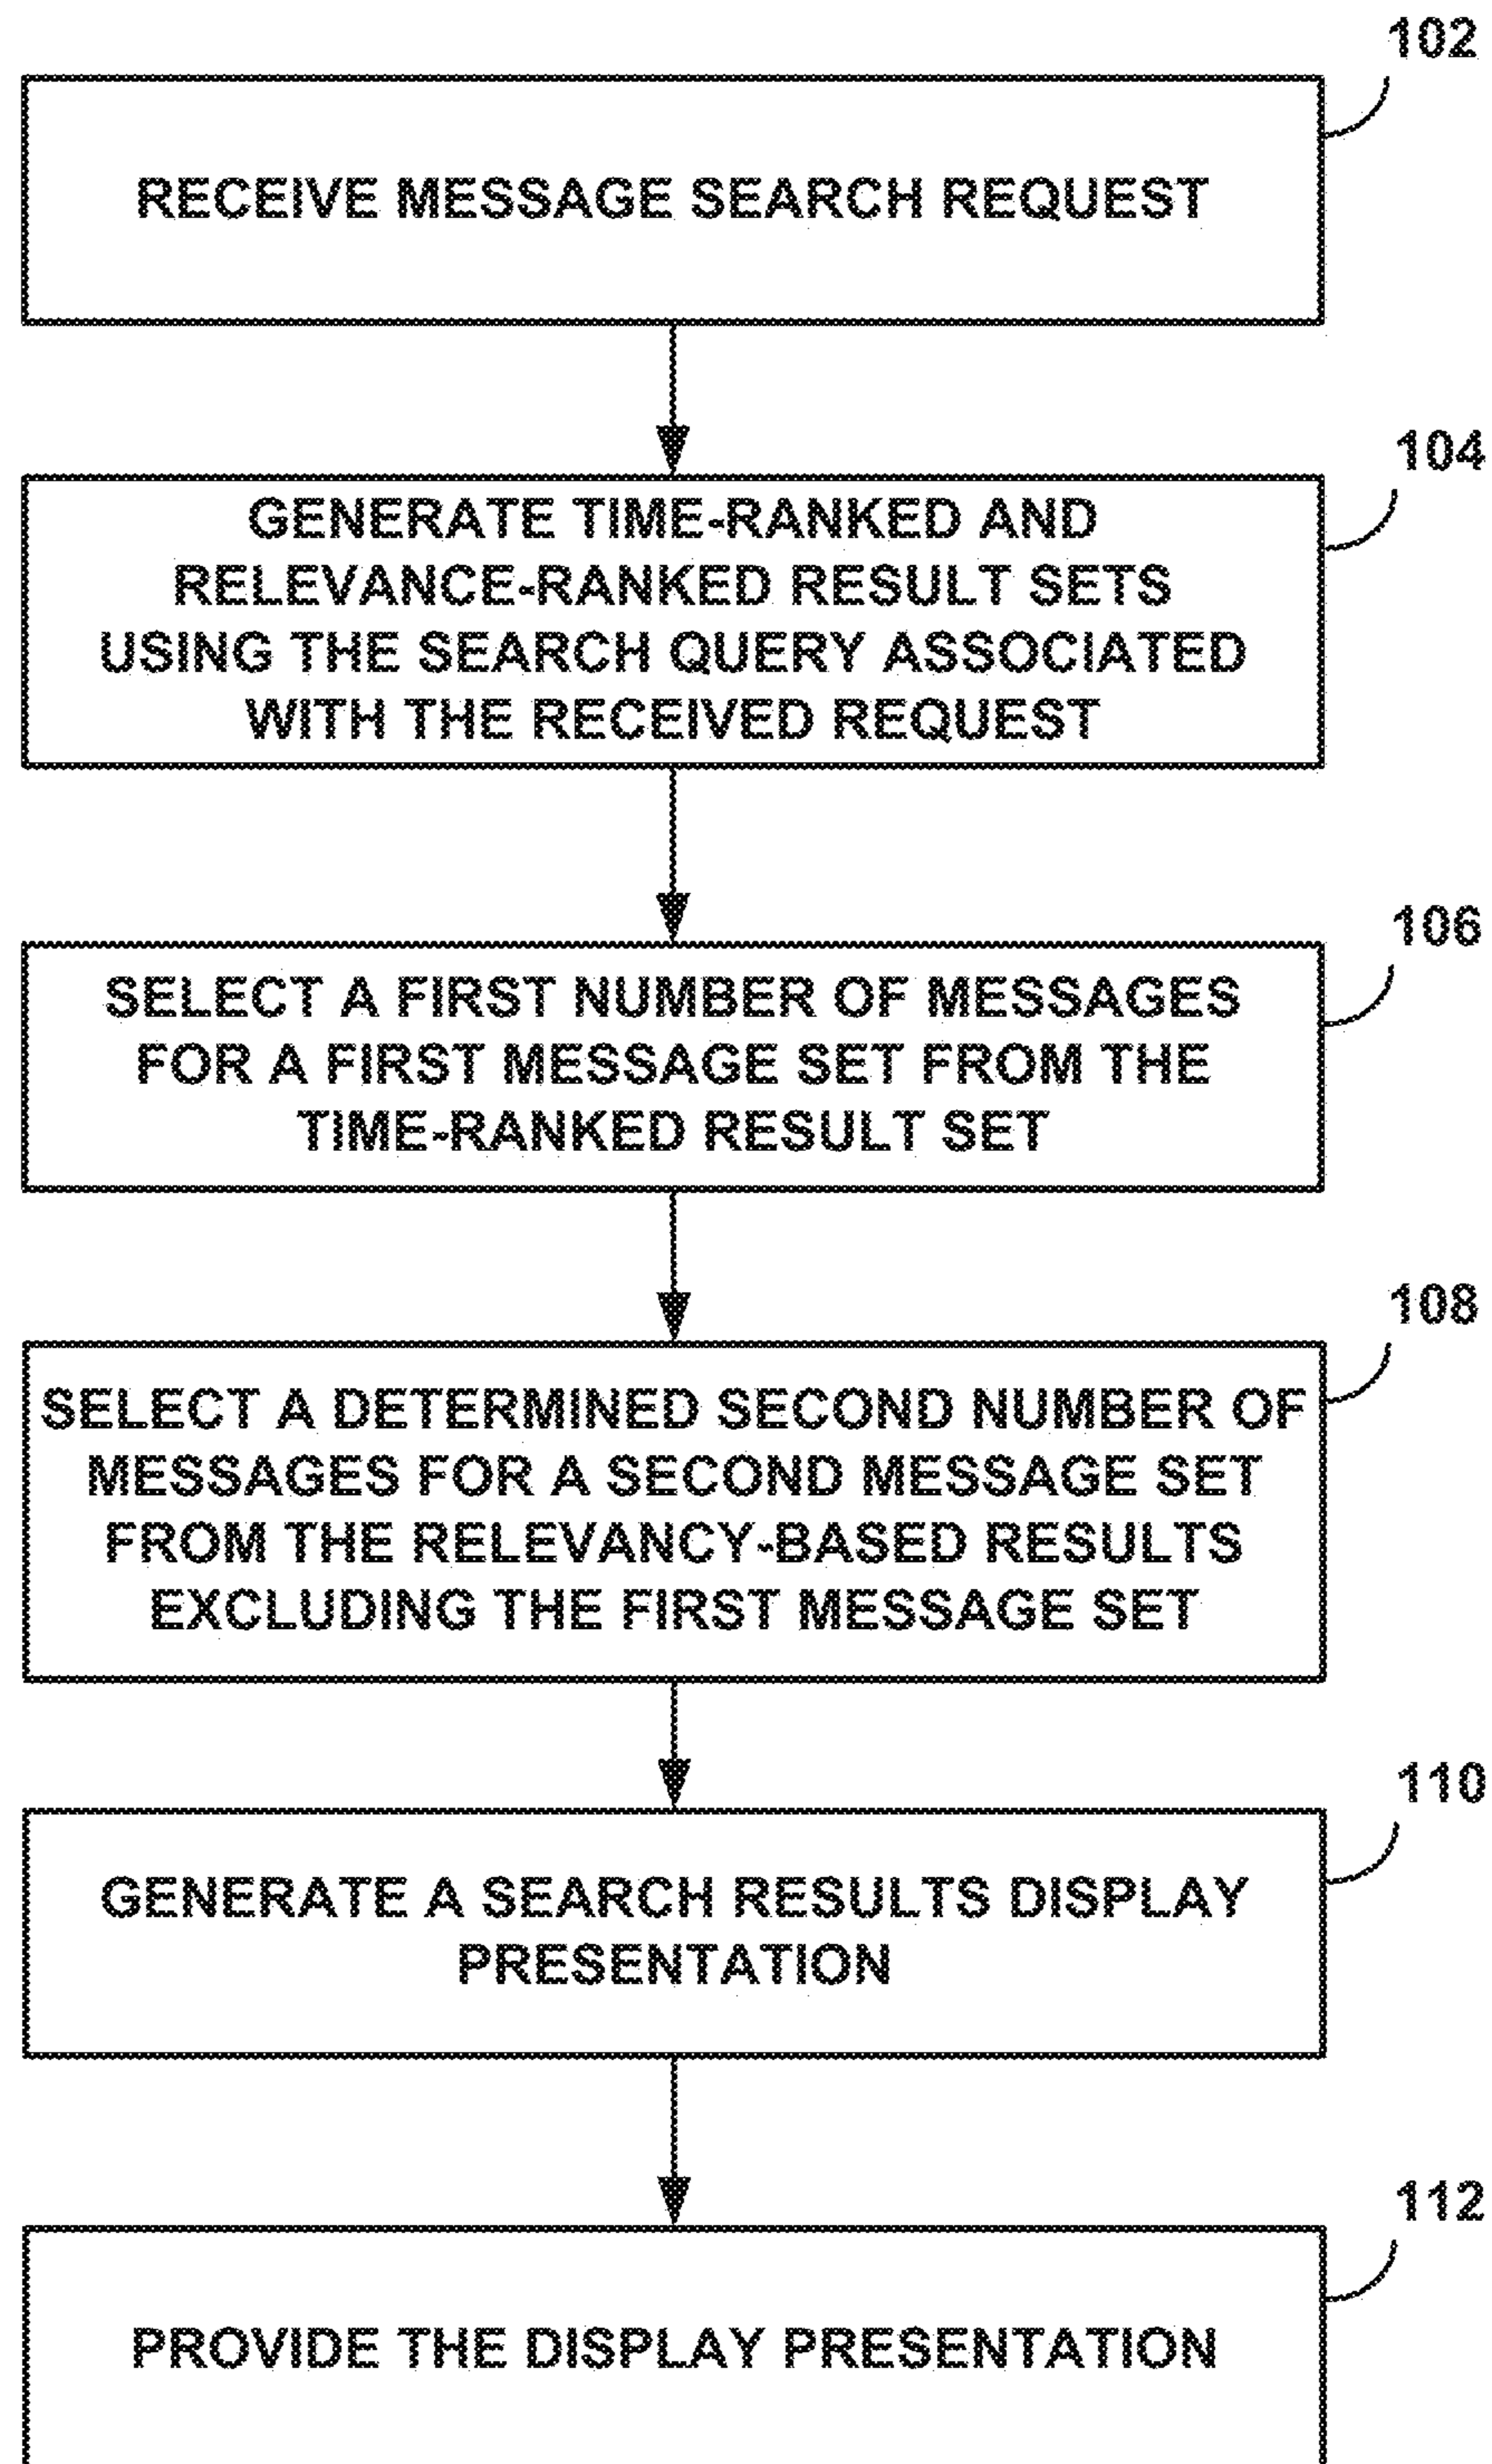 102
RECEIVE MESSAGE SEARCH REQUEST
104
GENERATE TIME-RANKED AND
RELEVANCE-RANKED RESULT SETS
USING THE SEARCH QUERY ASSOCIATED
WITH THE RECEIVED REQUEST
106
SELECT A FIRST NUMBER OF MESSAGES
FOR A FIRST MESSAGE SET FROM THE
TIME-RANKED RESULT SET
108
SELECT A DETERMINED SECOND NUMBER OF
MESSAGES FOR A SECOND MESSAGE SET
FROM THE RELEVANCY-BASED RESULTS
EXCLUDING THE FIRST MESSAGE SET
110
GENERATE A SEARCH RESULTS DISPLAY
PRESENTATION
112
PROVIDE THE DISPLAY PRESENTATION